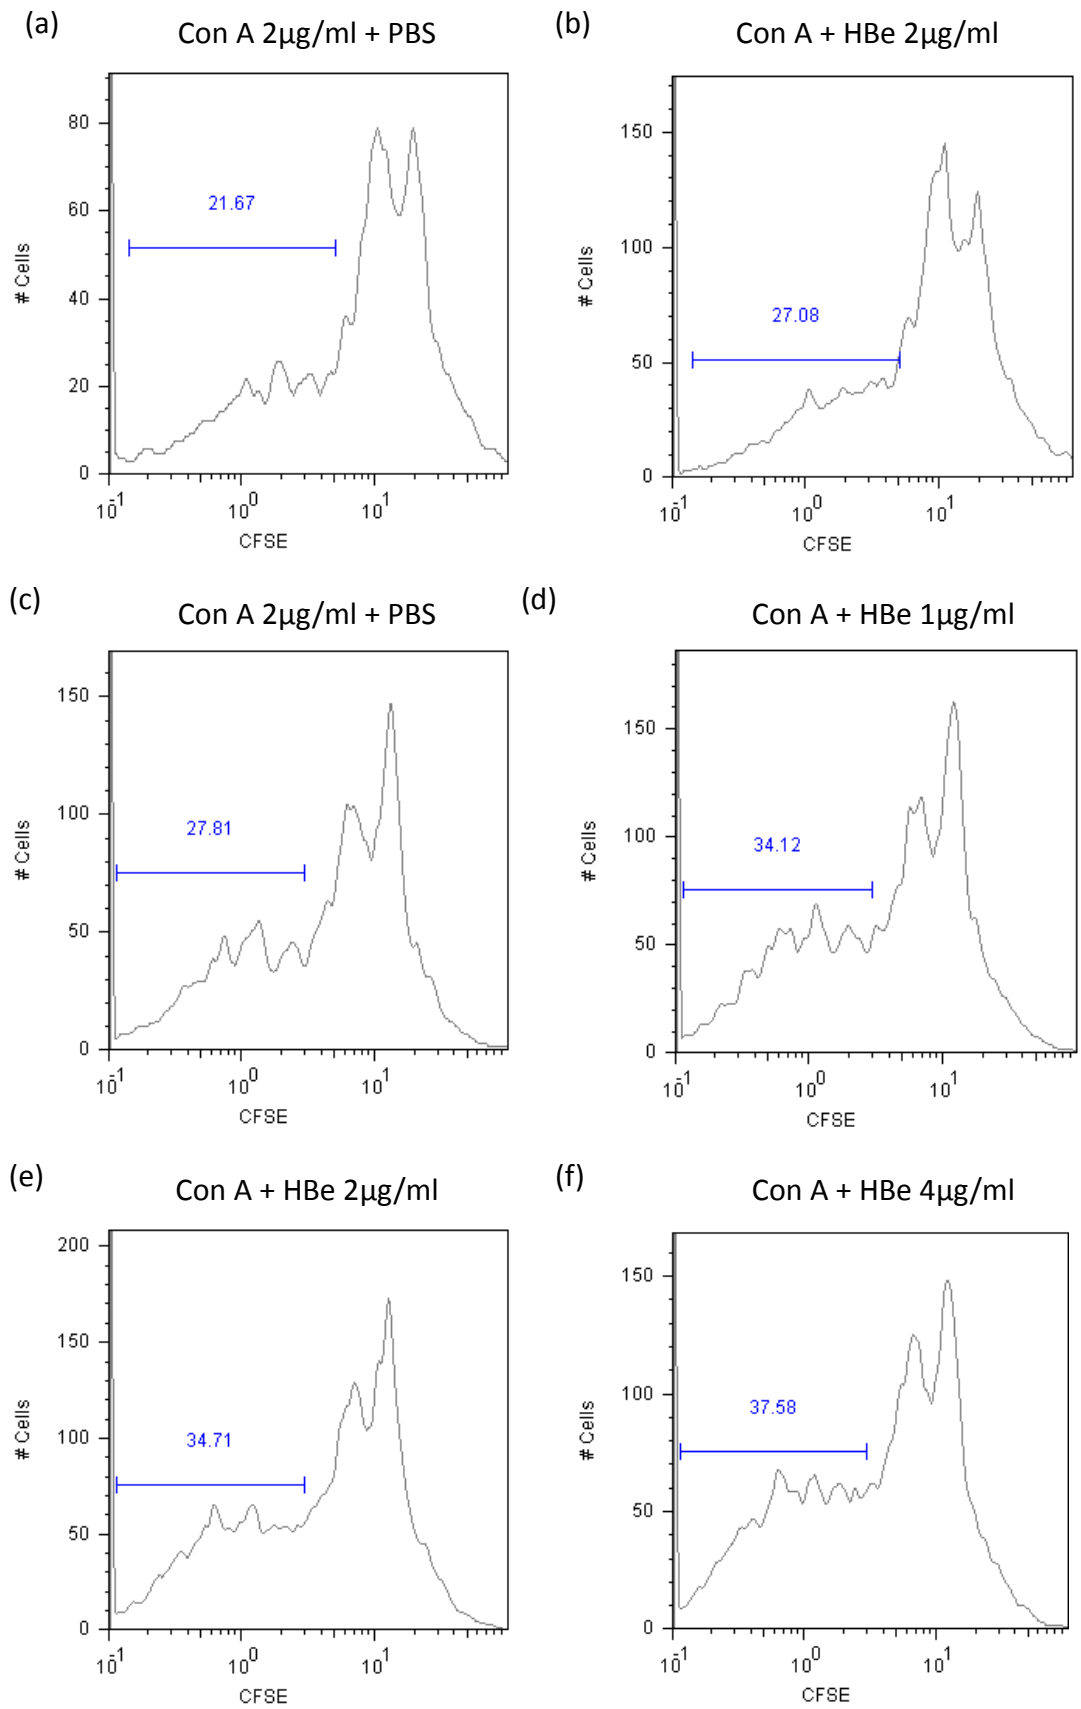 (a)
Con A 2µg/ml + PBS
80
60
40
20
0
# Cells
21.67
10-1
100
101
CFSE
(b)
Con A + HBe 2µg/ml
150
100
50
0
# Cells
27.08
10-1
100
101
CFSE
(c)
Con A 2µg/ml + PBS
150
100
50
0
# Cells
27.81
10-1
100
101
CFSE
(d)
Con A + HBe 1µg/ml
150
100
50
0
# Cells
34.12
10-1
100
101
CFSE
(e)
Con A + HBe 2µg/ml
200
150
100
50
0
# Cells
34.71
10-1
100
101
CFSE
(f)
Con A + HBe 4µg/ml
150
100
50
0
# Cells
37.58
10-1
100
101
CFSE